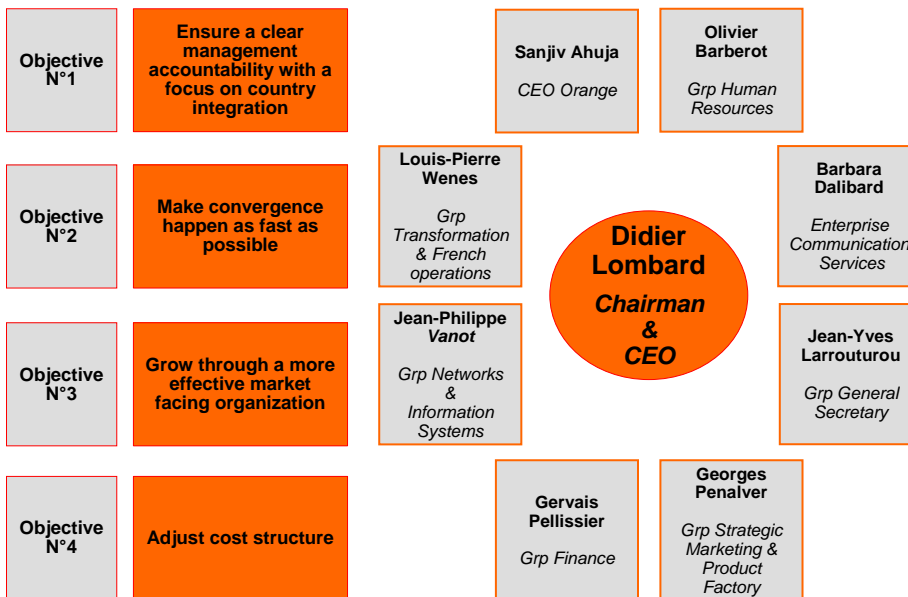 Objective
N°1
Ensure a clear
management
accountability with a
focus on country
integration
Sanjiv Ahuja
CEO Orange
Olivier
Barberot
Grp Human
Resources
Objective
N°2
Make convergence
happen as fast as
possible
Louis-Pierre
Wenes
Grp
Transformation
& French
operations
Didier
Lombard
Chairman
&
CEO
Barbara
Dalibard
Enterprise
Communication
Services
Objective
N°3
Grow through a more
effective market
facing organization
Jean-Philippe
Vanot
Grp Networks
&
Information
Systems
Jean-Yves
Larrouturou
Grp General
Secretary
Objective
N°4
Adjust cost structure
Gervais
Pellissier
Grp Finance
Georges
Penalver
Grp Strategic
Marketing &
Product
Factory